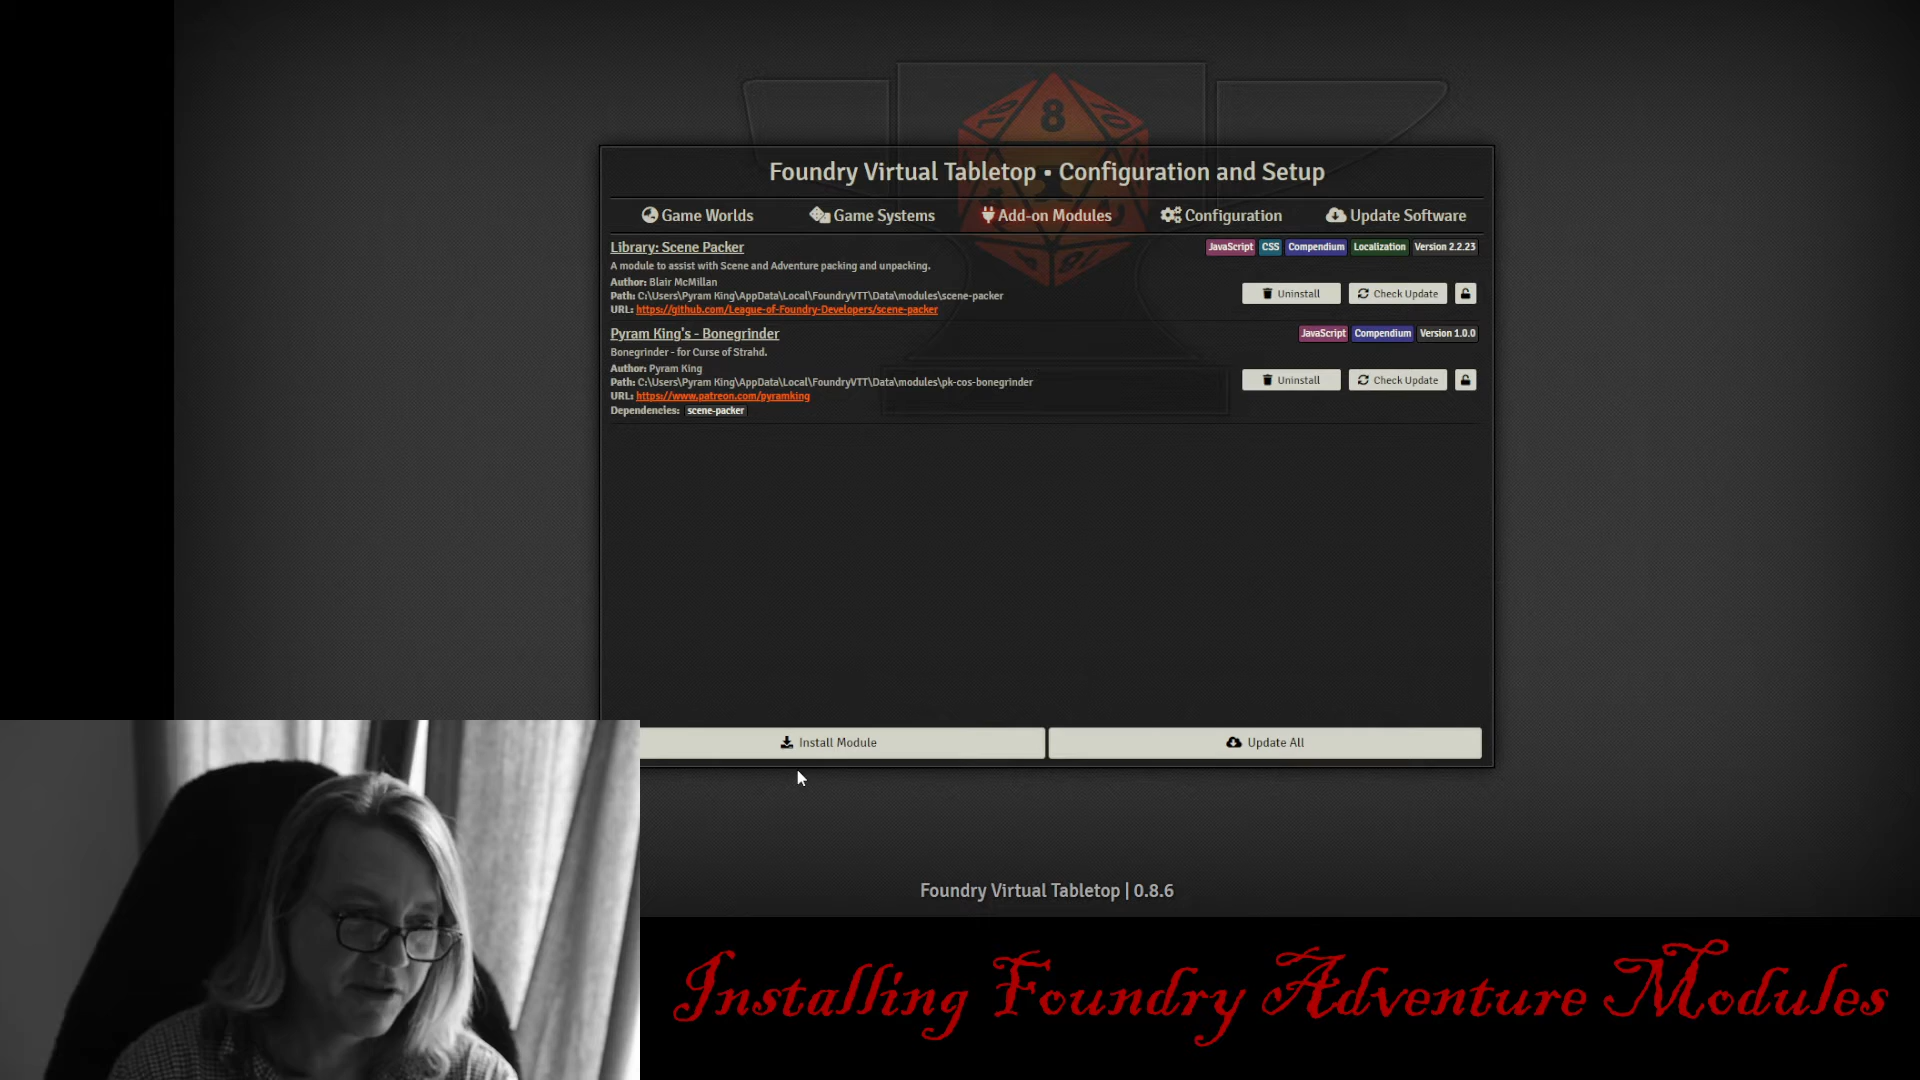 8
Foundry Virtual Tabletop • Configuration and Setup
Game Worlds
Game Systems
Add-on Modules
Configuration
Update Software
Library: Scene Packer
JavaScript CSS Compendium Localization Version 2.2.23
A module to assist with Scene and Adventure packing and unpacking.
Author: Blair McMillan
Path: C:\Users\Pyram King\AppData\Local\FoundryVTT\Data\modules\scene-packer
URL: https://github.com/League-of-Foundry-Developers/scene-packer
Uninstall
Check Update
Pyram King's - Bonegrinder
JavaScript Compendium Version 1.0.0
Bonegrinder - for Curse of Strahd.
Author: Pyram King
Path: C:\Users\Pyram King\AppData\Local\FoundryVTT\Data\modules\pk-cos-bonegrinder
URL: https://www.patreon.com/pyramking
Dependencies: scene-packer
Uninstall
Check Update
Install Module
Update All
Foundry Virtual Tabletop | 0.8.6
Installing Foundry Adventure Modules